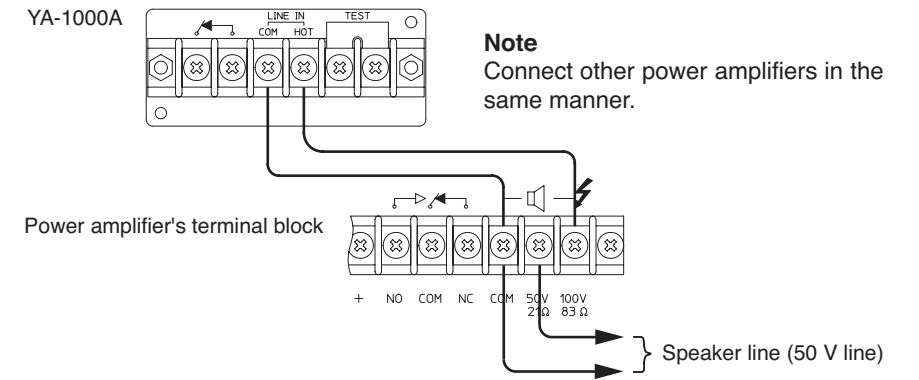 YA-1000A
LINE IN
TEST
COM HOT
Note
Connect other power amplifiers in the
same manner.
Power amplifier's terminal block
+ NO COM NC COM 50V 100V
21Ω 83 Ω
Speaker line (50 V line)